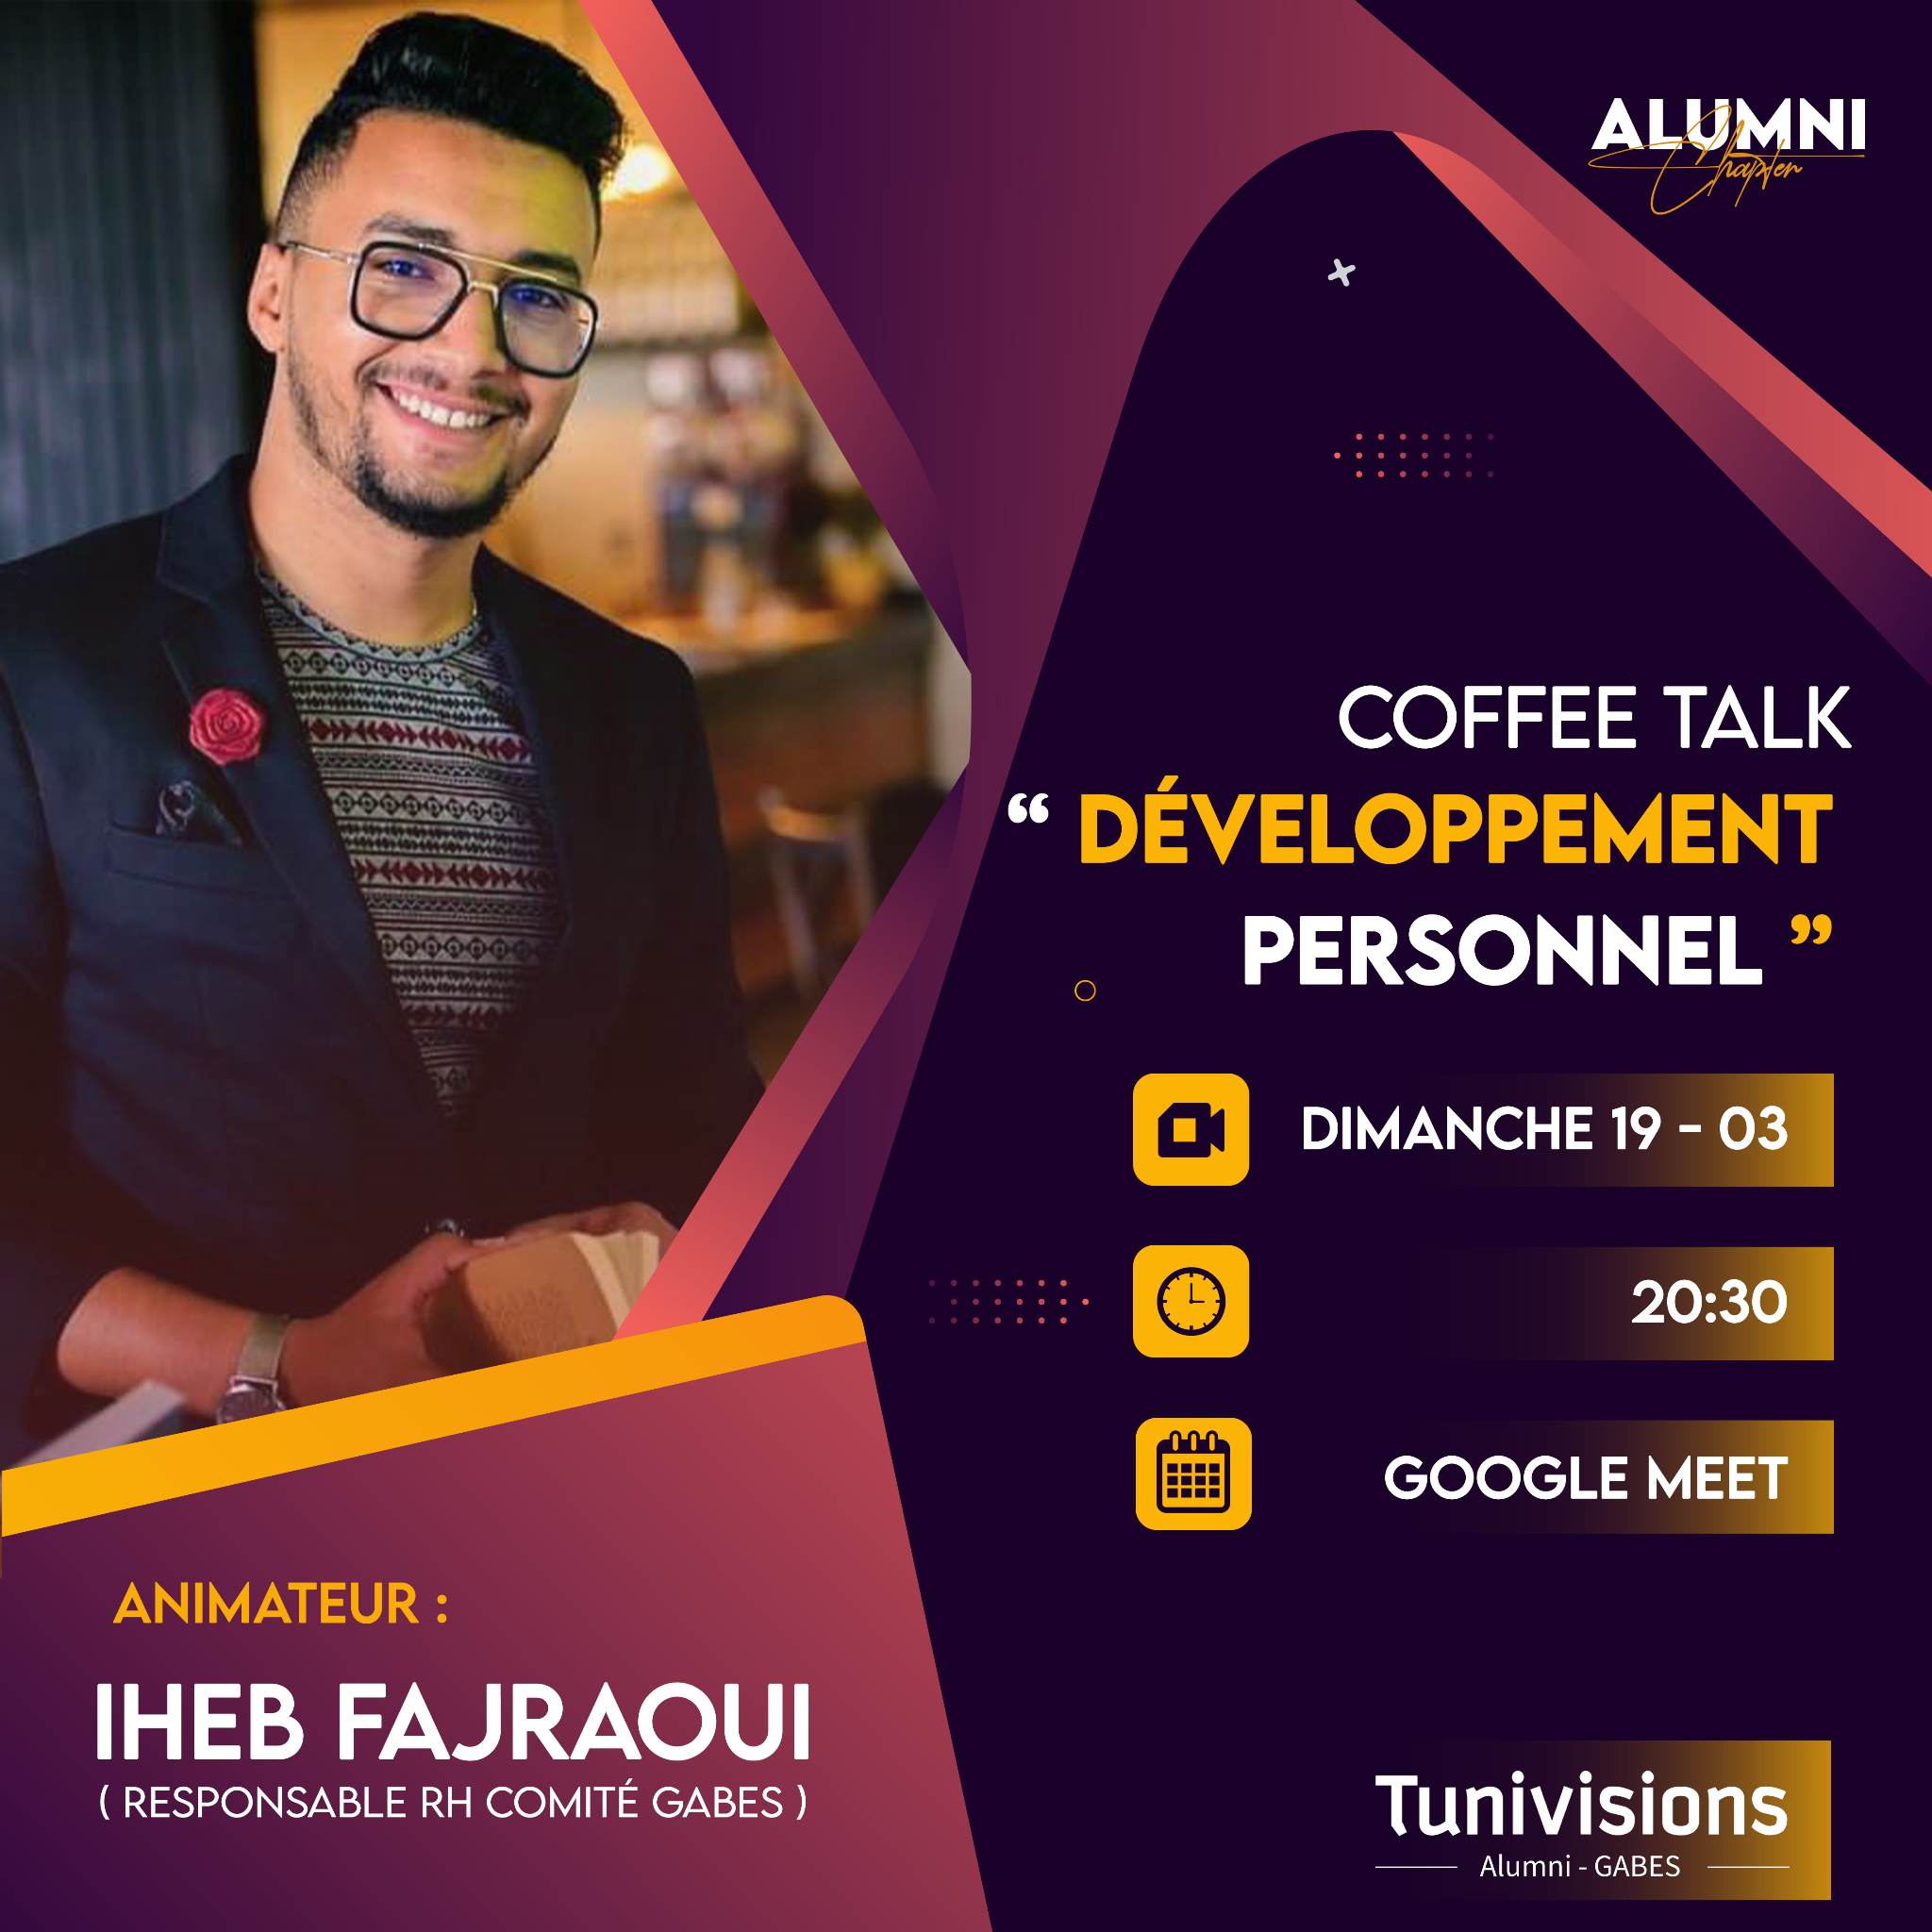 ALUMNI
Chapter
COFFEE TALK
“ DÉVELOPPEMENT
PERSONNEL ”
DIMANCHE 19 - 03
20:30
GOOGLE MEET
ANIMATEUR :
IHEB FAJRAOUI
( RESPONSABLE RH COMITÉ GABES )
Tunivisions
Alumni - GABES